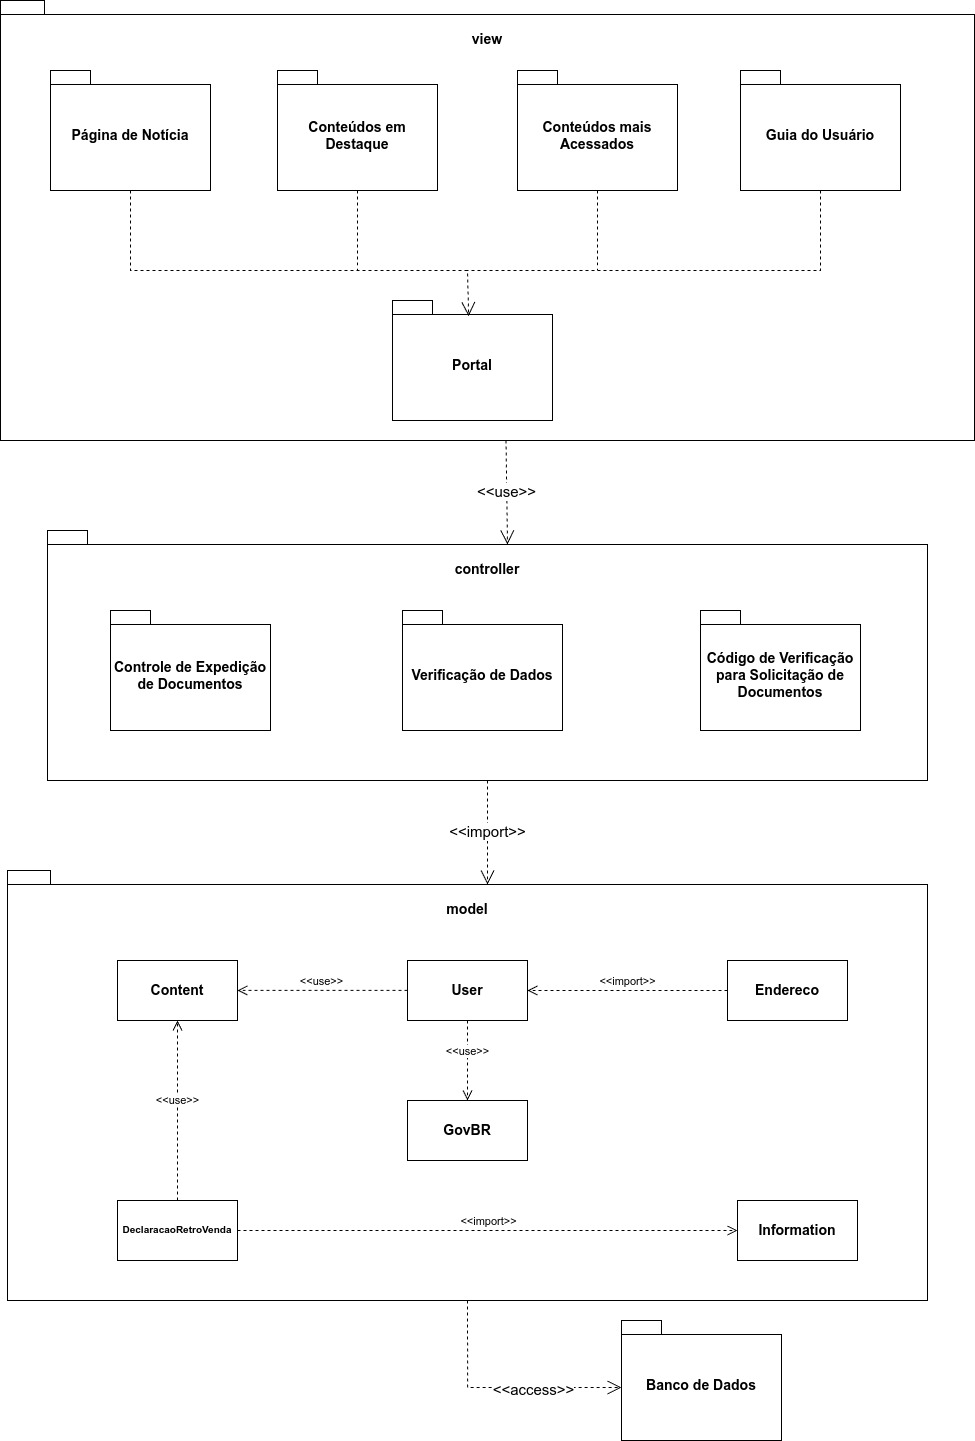 view
Página de Notícia
Conteúdos em
Destaque
Conteúdos mais
Acessados
Guia do Usuário
Portal
<<use>>
controller
Controle de Expedição
de Documentos
Verificação de Dados
Código de Verificação
para Solicitação de
Documentos
<<import>>
model
Content
<<use>>
User
<<import>>
Endereco
<<use>>
<<use>>
GovBR
DeclaracaoRetroVenda
<<import>>
Information
<<access>>
Banco de Dados